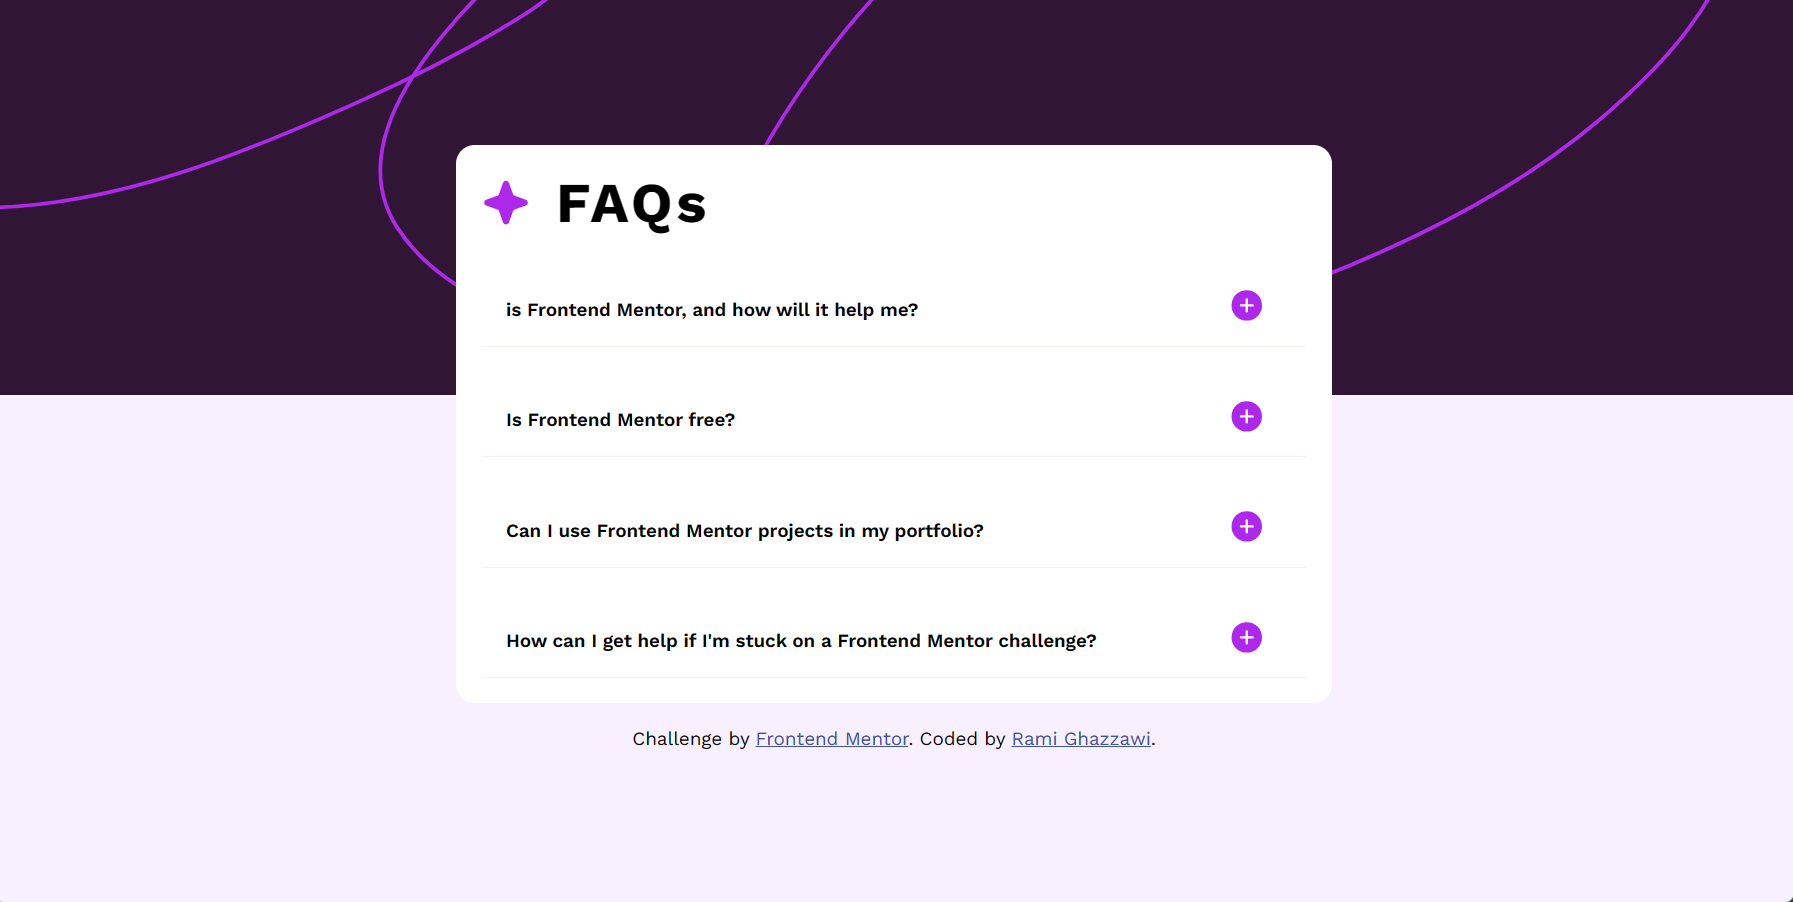 FAQs
is Frontend Mentor, and how will it help me?
Is Frontend Mentor free?
Can I use Frontend Mentor projects in my portfolio?
How can I get help if I'm stuck on a Frontend Mentor challenge?
Challenge by Frontend Mentor. Coded by Rami Ghazzawi.